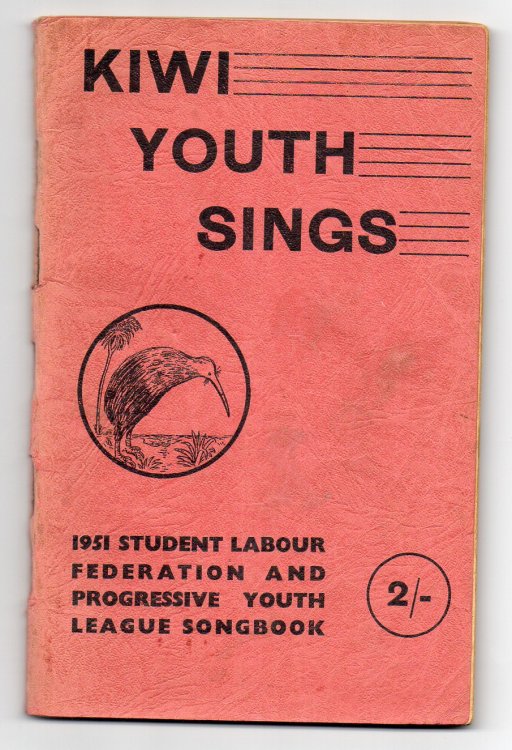 KIWI
YOUTH
SINGS
1951 STUDENT LABOUR
FEDERATION AND
PROGRESSIVE YOUTH
LEAGUE SONGBOOK
2/-